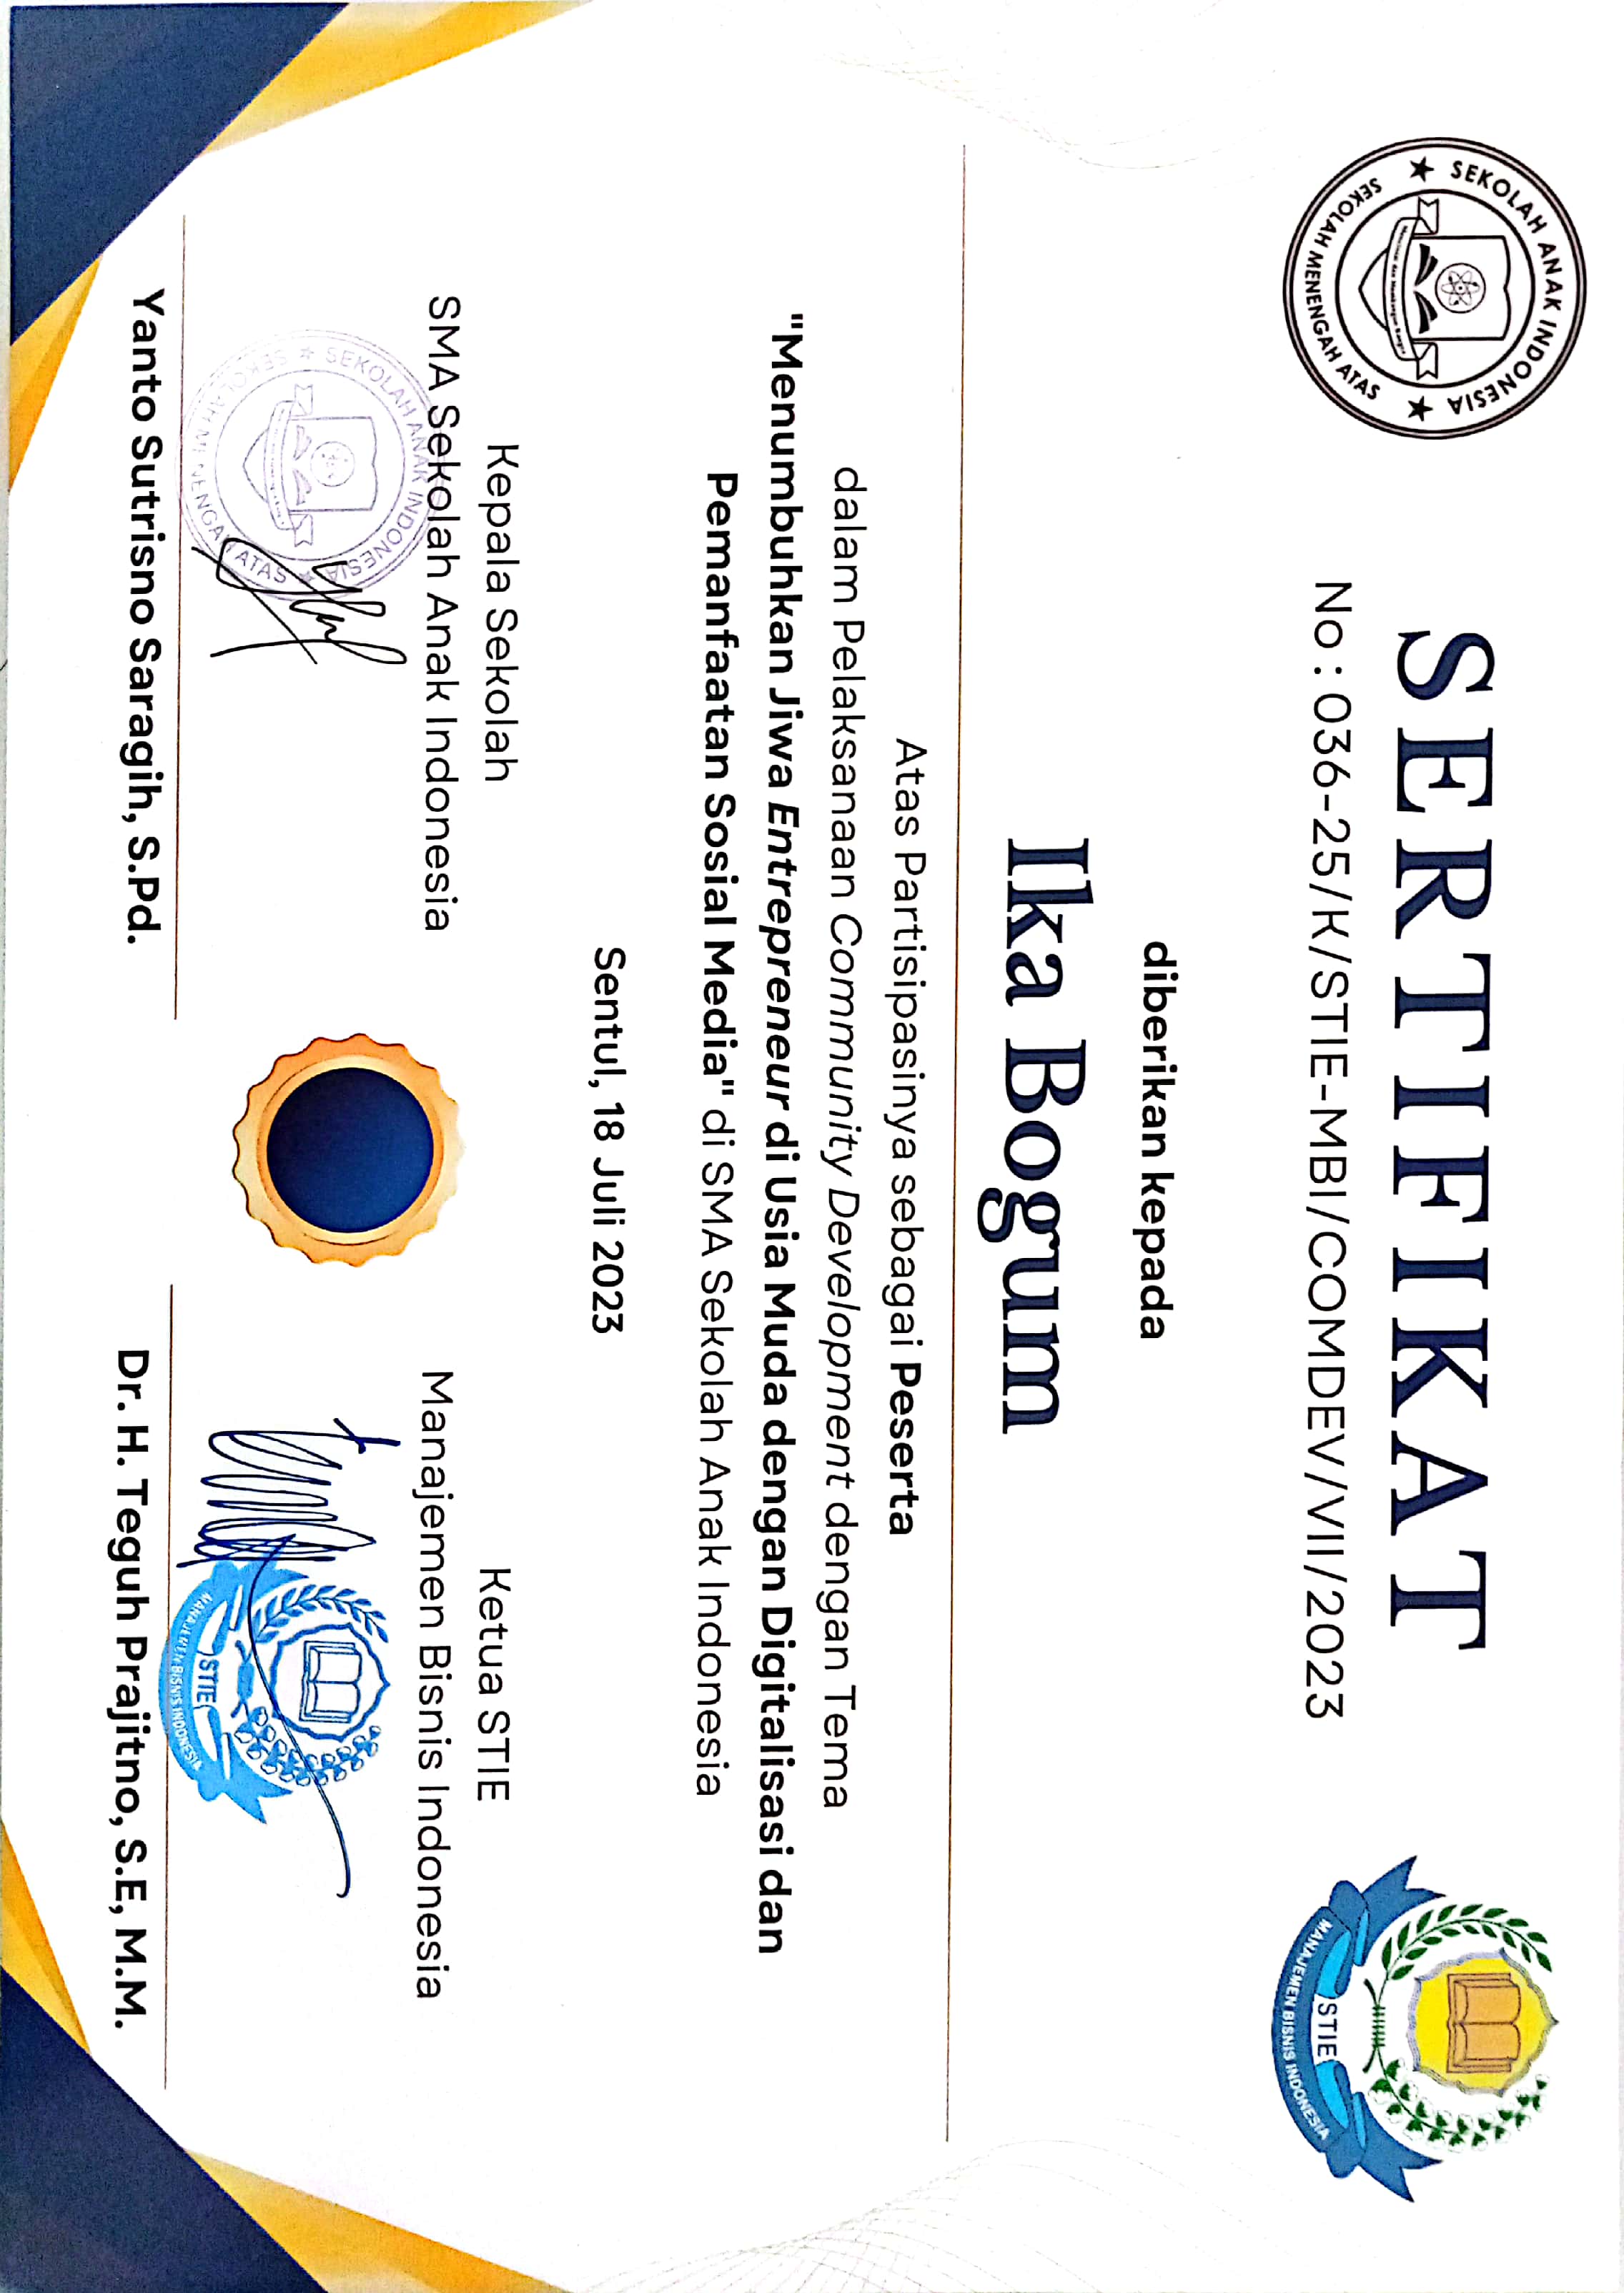 SEKOLAH ANAK INDONESIA
SEKOLAH MENENGAH ATAS
STIE
MANAJEMEN BISNIS INDONESIA
SERTIFIKAT
No : 036-25/K/STIE-MBI/COMDEV/VII/2023
diberikan kepada
Ika Bogum
Atas Partisipasinya sebagai Peserta
dalam Pelaksanaan Community Development dengan Tema
"Menumbuhkan Jiwa Entrepreneur di Usia Muda dengan Digitalisasi dan
Pemanfaatan Sosial Media" di SMA Sekolah Anak Indonesia
Sentul, 18 Juli 2023
Kepala Sekolah
SMA Sekolah Anak Indonesia
SEKOLAH ANAK INDONESIA
SEKOLAH MENENGAH ATAS
Yanto Sutrisno Saragih, S.Pd.
Ketua STIE
Manajemen Bisnis Indonesia
STIE
MANAJEMEN BISNIS INDONESIA
Dr. H. Teguh Prajitno, S.E, M.M.